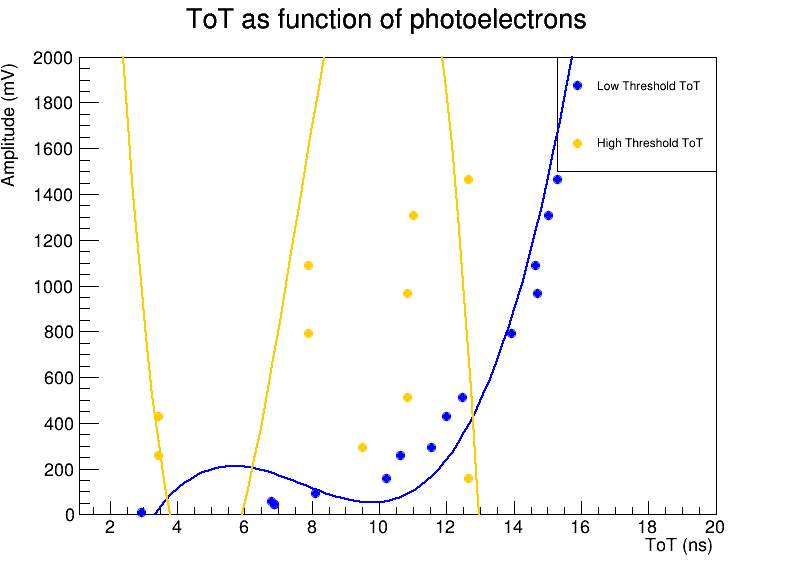 ToT as function of photoelectrons
Amplitude (mV)
2000
1800
1600
1400
1200
1000
800
600
400
200
0
Low Threshold ToT
High Threshold ToT
2 4 6 8 10 12 14 16 18 20
ToT (ns)